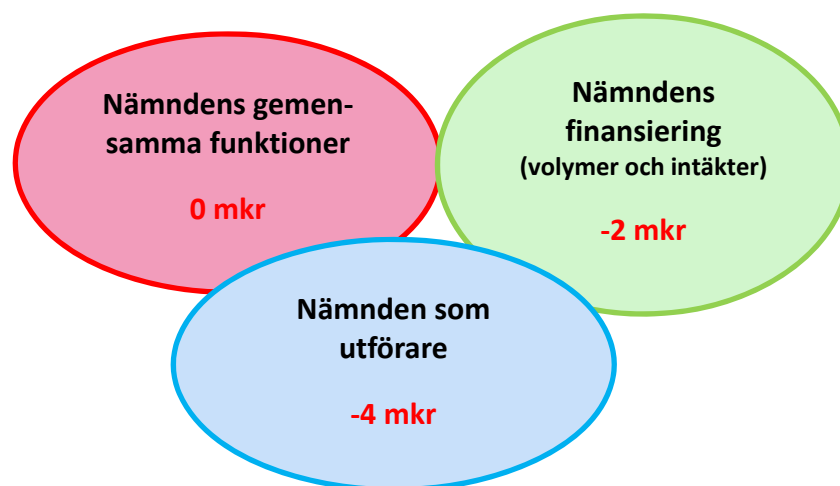 Nämndens gemen-
samma funktioner
0 mkr
Nämndens
finansiering
(volymer och intäkter)
-2 mkr
Nämnden som
utförare
-4 mkr